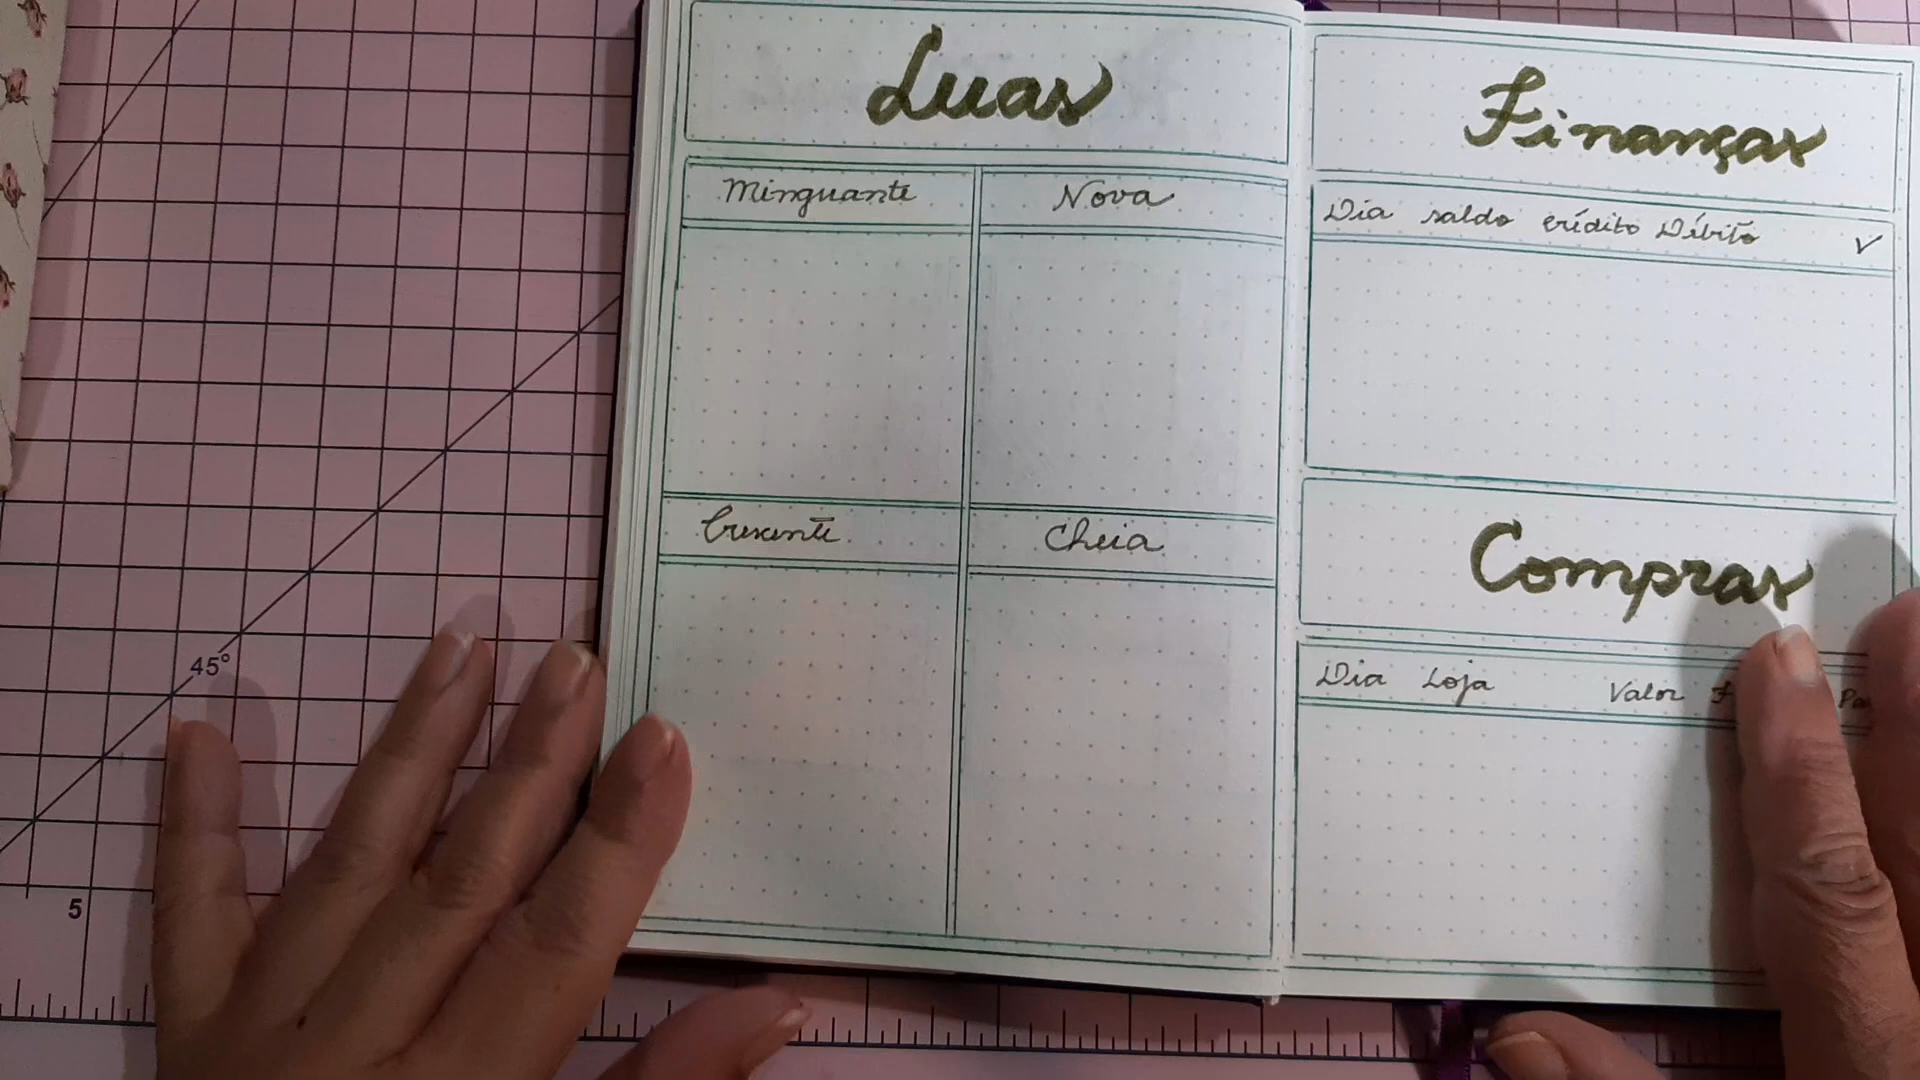 Luas
Minguante Nova
Crescente Cheia
Finanças
Dia saldo crédito Débito ✓
Compras
Dia Loja Valor
45°
5